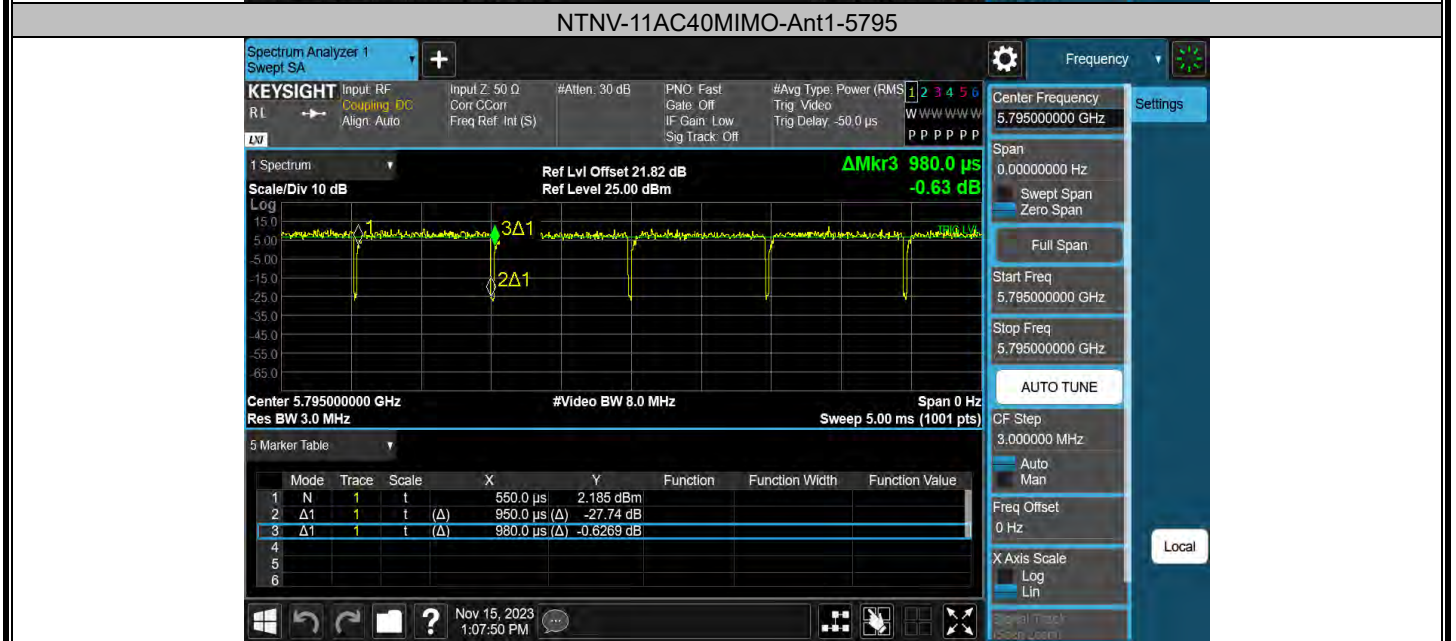 NTNV-11AC40MIMO-Ant1-5795
Spectrum Analyzer 1
Swept SA
+
Frequency
KEYSIGHT
RL
LXI
Input: RF
Coupling: DC
Align: Auto
Input Z: 50 Ω
Corr CCorr
Freq Ref: Int (S)
#Atten: 30 dB
PNO: Fast
Gate: Off
IF Gain: Low
Sig Track: Off
#Avg Type: Power (RMS
Trig: Video
Trig Delay: -50.0 µs
1 2 3 4 5 6
W W W W W W
P P P P P P
1 Spectrum
Scale/Div 10 dB
Ref Lvl Offset 21.82 dB
Ref Level 25.00 dBm
ΔMkr3 980.0 µs
-0.63 dB
Log
15.0
5.00
-5.00
-15.0
-25.0
-35.0
-45.0
-55.0
-65.0
1
3Δ1
2Δ1
TRIG LVL
Center 5.795000000 GHz
#Video BW 8.0 MHz
Span 0 Hz
Res BW 3.0 MHz
Sweep 5.00 ms (1001 pts)
5 Marker Table
Mode Trace Scale X Y Function Function Width Function Value
1 N 1 t 550.0 µs 2.185 dBm
2 Δ1 1 t (Δ) 950.0 µs (Δ) -27.74 dB
3 Δ1 1 t (Δ) 980.0 µs (Δ) -0.6269 dB
4
5
6
Center Frequency
5.795000000 GHz
Settings
Span
0.00000000 Hz
Swept Span
Zero Span
Full Span
Start Freq
5.795000000 GHz
Stop Freq
5.795000000 GHz
AUTO TUNE
CF Step
3.000000 MHz
Auto
Man
Freq Offset
0 Hz
X Axis Scale
Log
Lin
Signal Track
(Span Zoom)
Local
?
Nov 15, 2023
1:07:50 PM